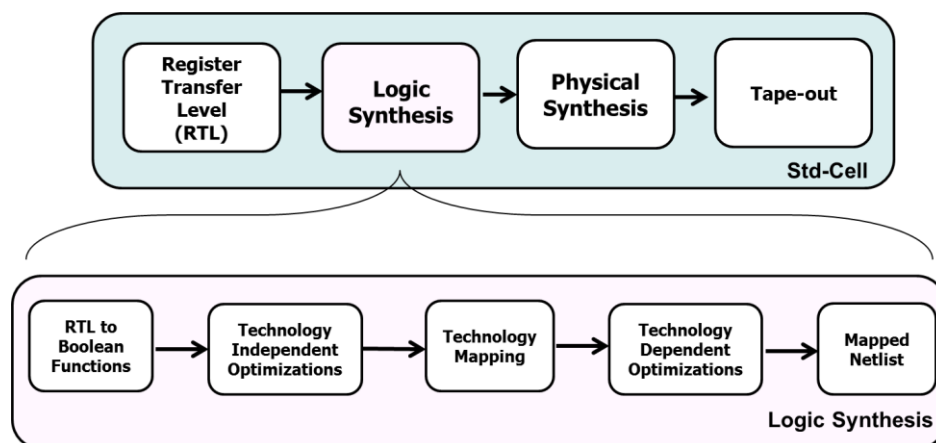 Register
Transfer
Level
(RTL)
Logic
Synthesis
Physical
Synthesis
Tape-out
Std-Cell
RTL to
Boolean
Functions
Technology
Independent
Optimizations
Technology
Mapping
Technology
Dependent
Optimizations
Mapped
Netlist
Logic Synthesis